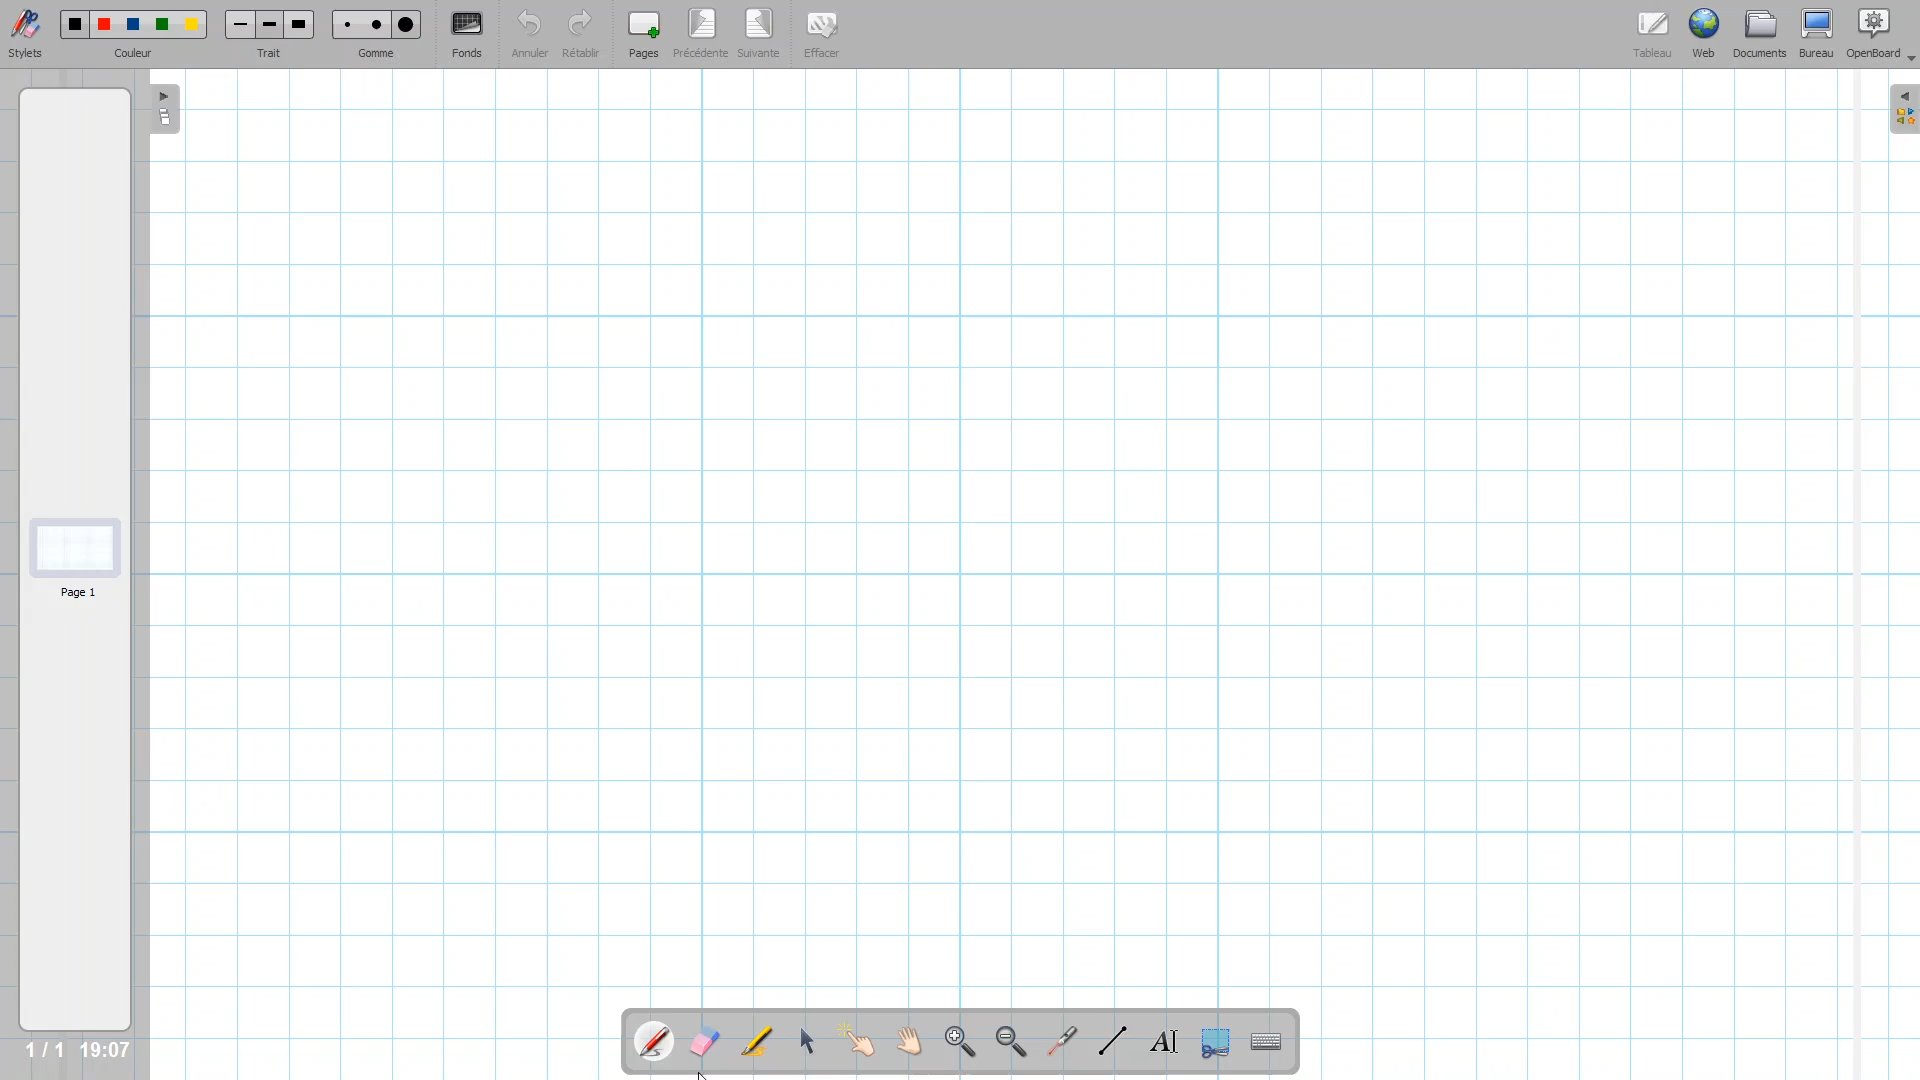 Stylets Couleur Trait Gomme Fonds Annuler Rétablir Pages Précédente Suivante Effacer Tableau Web Documents Bureau OpenBoard
Page 1
1 / 1 19:07